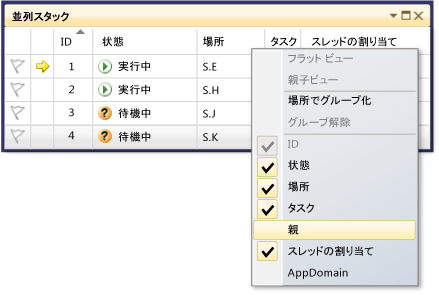 並列スタック
ID 状態 場所 タスク スレッドの割り当て
1 実行中 S.E
2 実行中 S.H
3 待機中 S.J
4 待機中 S.K
フラット ビュー
親子ビュー
場所でグループ化
グループ解除
ID
状態
場所
タスク
親
スレッドの割り当て
AppDomain